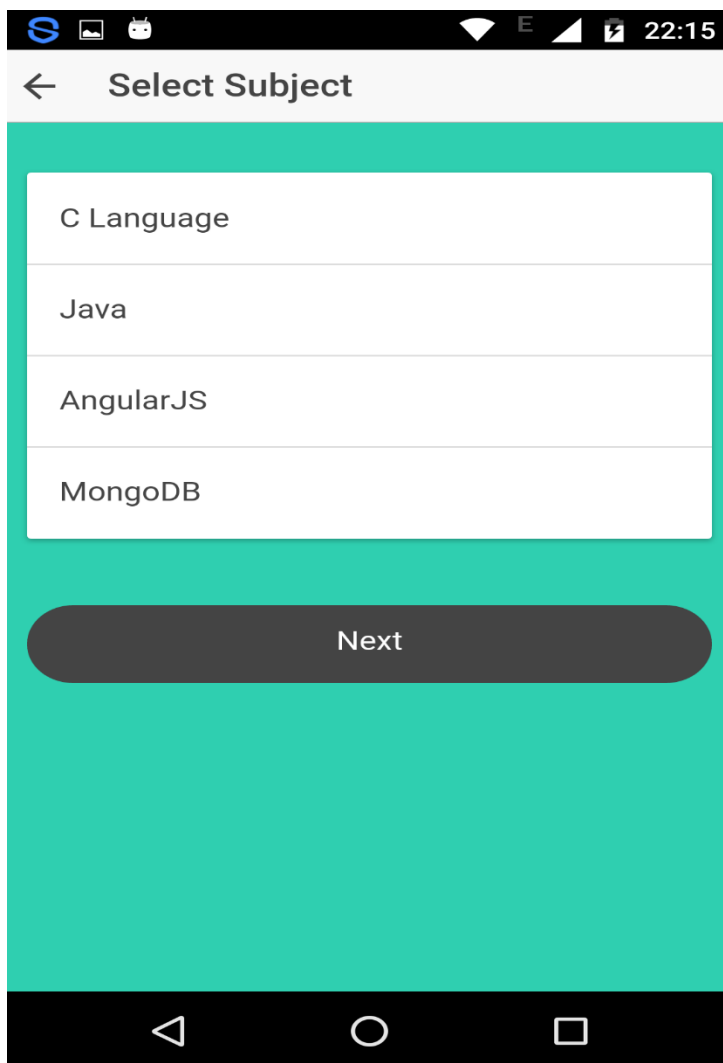 E 22:15
Select Subject
C Language
Java
AngularJS
MongoDB
Next